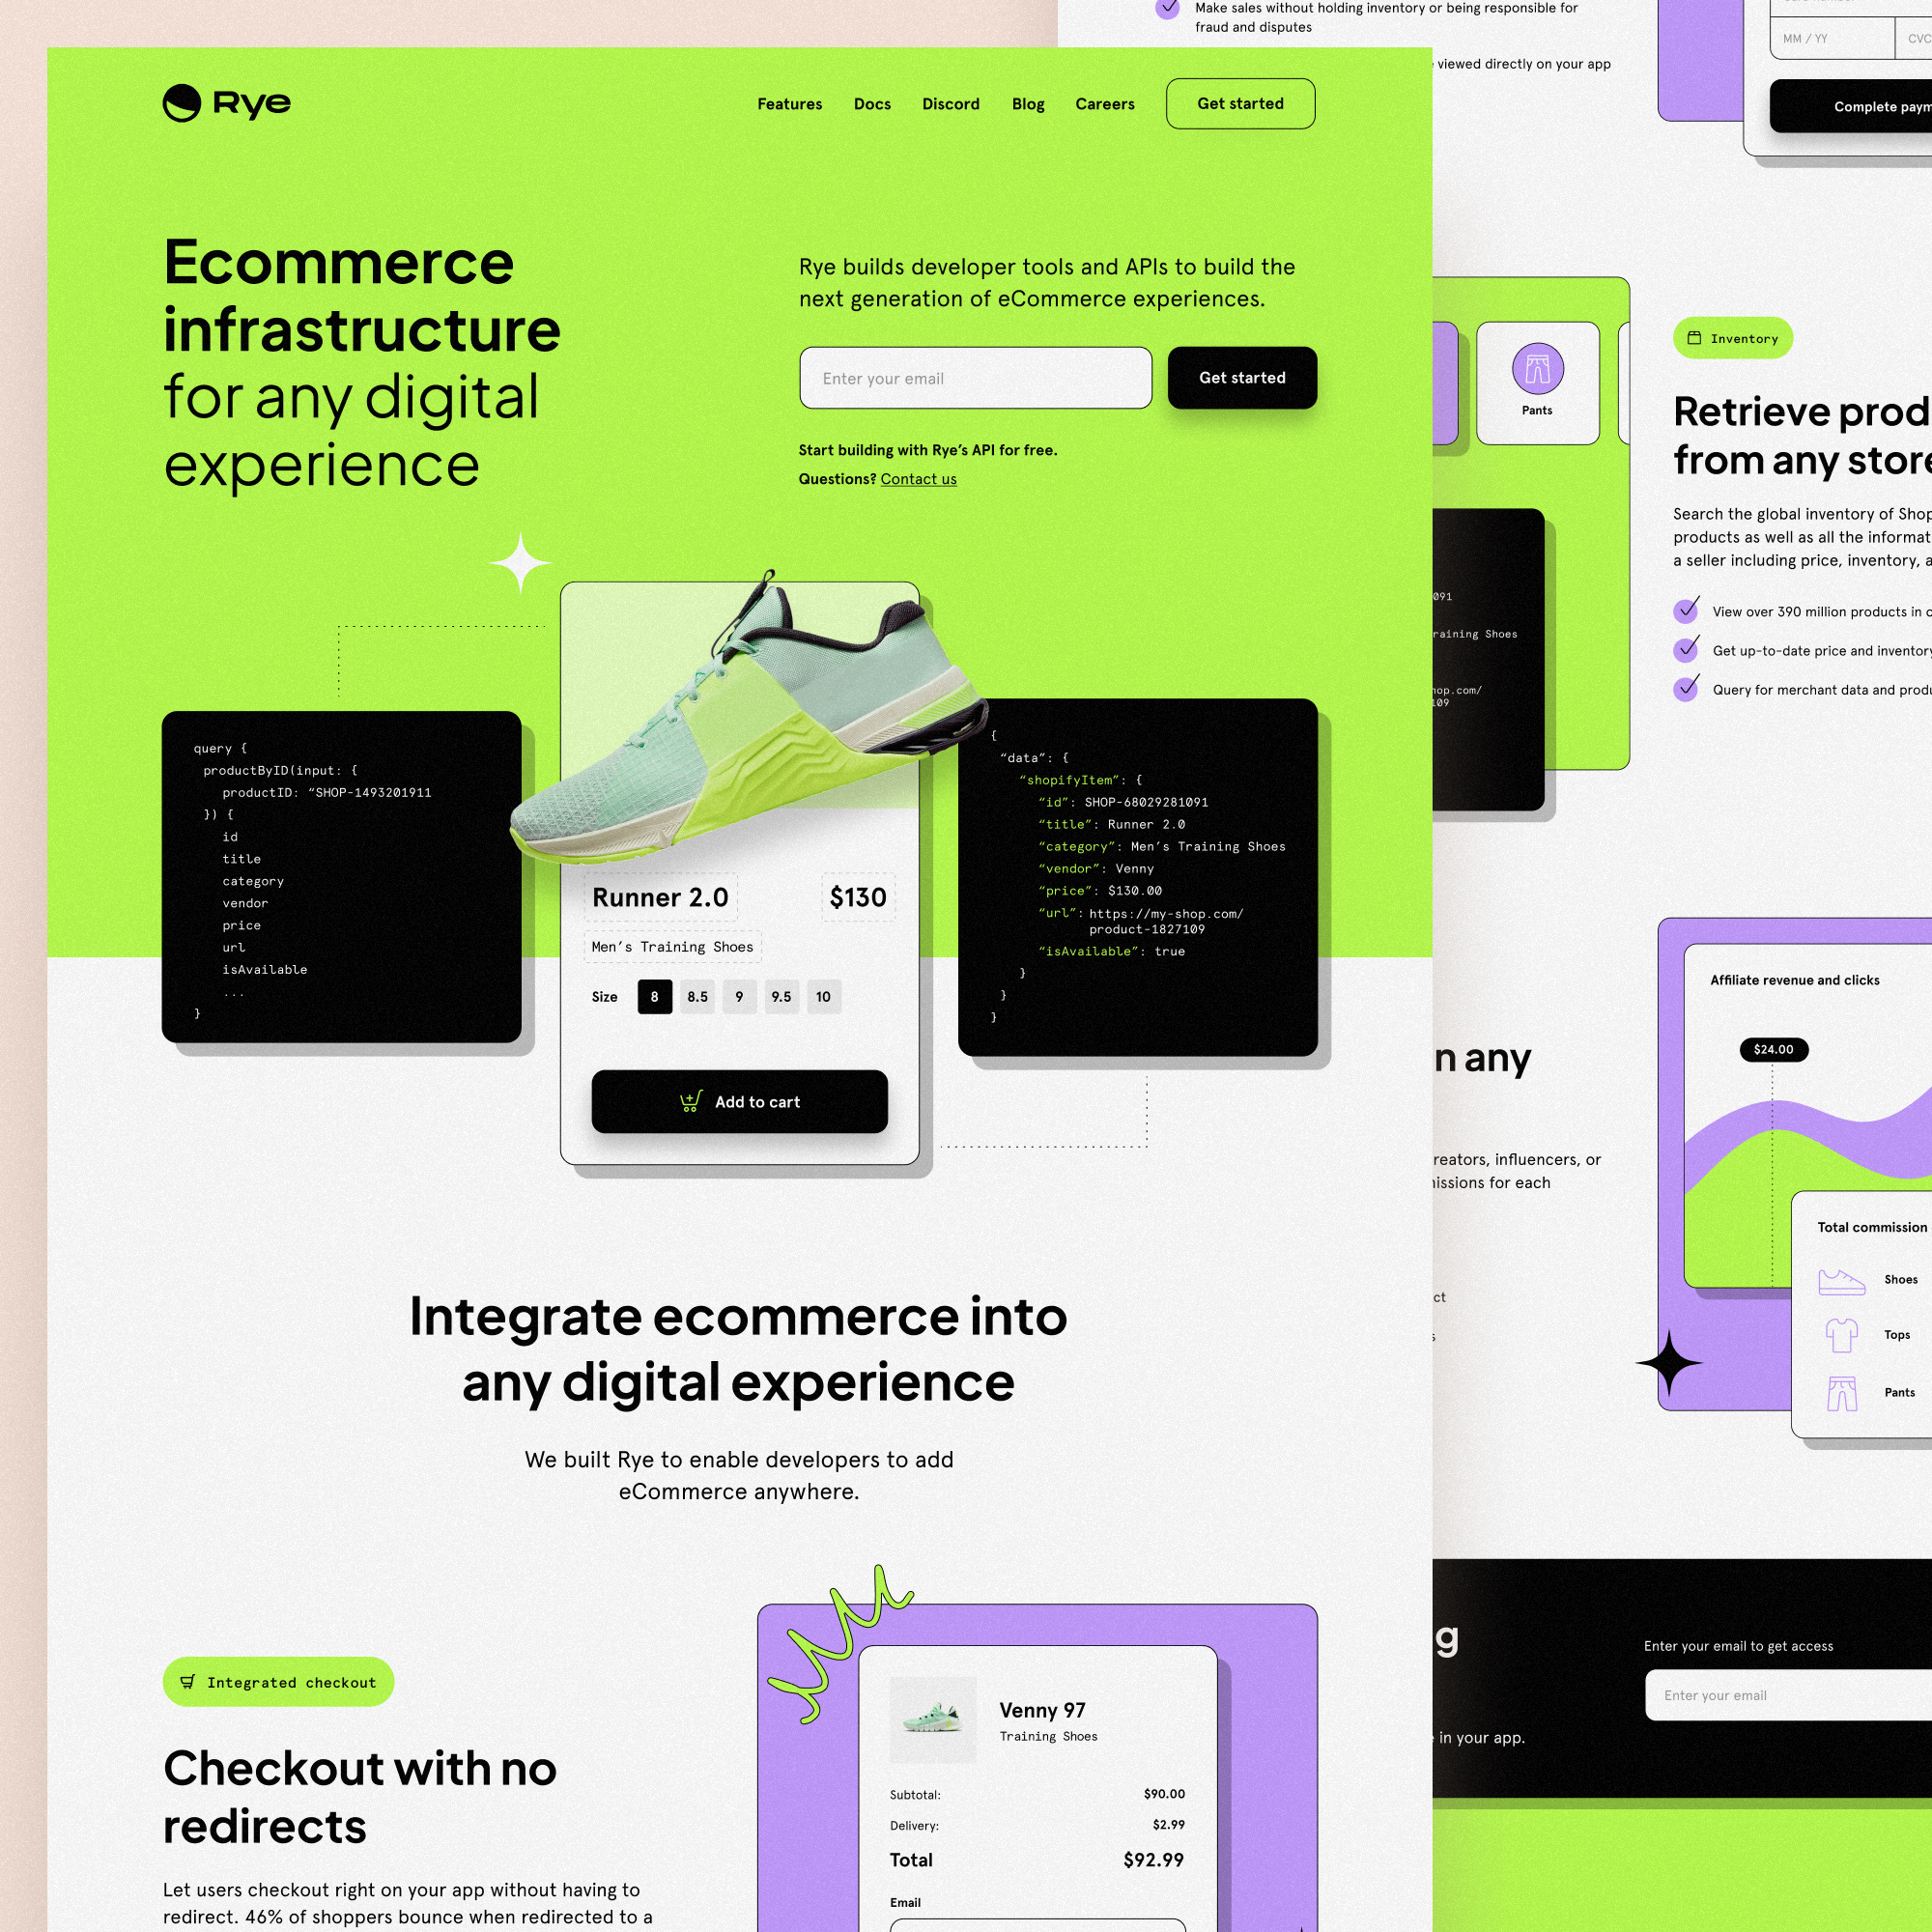 Rye
Features
Docs
Discord
Blog
Careers
Get started
Ecommerce
infrastructure
for any digital
experience
Rye builds developer tools and APIs to build the
next generation of eCommerce experiences.
Enter your email
Get started
Start building with Rye’s API for free.
Questions? Contact us
query {
productByID(input: {
productID: “SHOP-1493201911
}) {
id
title
category
vendor
price
url
isAvailable
...
}
Runner 2.0
$130
Men’s Training Shoes
Size
8
8.5
9
9.5
10
Add to cart
{
“data”: {
“shopifyItem”: {
“id”: SHOP-68029281091
“title”: Runner 2.0
“category”: Men’s Training Shoes
“vendor”: Venny
“price”: $130.00
“url”: https://my-shop.com/
product-1827109
“isAvailable”: true
}
}
}
Integrate ecommerce into
any digital experience
We built Rye to enable developers to add
eCommerce anywhere.
Integrated checkout
Checkout with no
redirects
Let users checkout right on your app without having to
redirect. 46% of shoppers bounce when redirected to a
Venny 97
Training Shoes
Subtotal:
$90.00
Delivery:
$2.99
Total
$92.99
Email
Make sales without holding inventory or being responsible for
fraud and disputes
viewed directly on your app
MM / YY
CVC
Complete
Pants
091
Training Shoes
.com/
109
Inventory
Retrieve
from any
Search the global inventory of
products as well as all the
a seller including price, inventory,
View over 390 million products in
Get up-to-date price and
Query for merchant data and
any
creators, influencers, or
for each
Affiliate revenue and clicks
$24.00
Total commission
Shoes
Tops
Pants
g
Enter your email to get access
Enter your email
in your app.